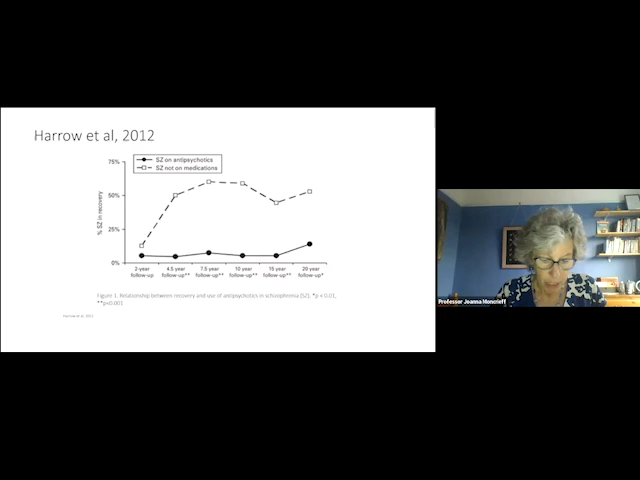 Harrow et al, 2012
75%
SZ on antipsychotics
SZ not on medications
50%
25%
0%
% SZ in recovery
2-year follow-up
4.5 year follow-up**
7.5 year follow-up**
10 year follow-up**
15 year follow-up**
20 year follow-up*
Figure 1. Relationship between recovery and use of antipsychotics in schizophrenia (SZ). *p = 0.01,
**p<0.001
Professor Joanna Moncrieff